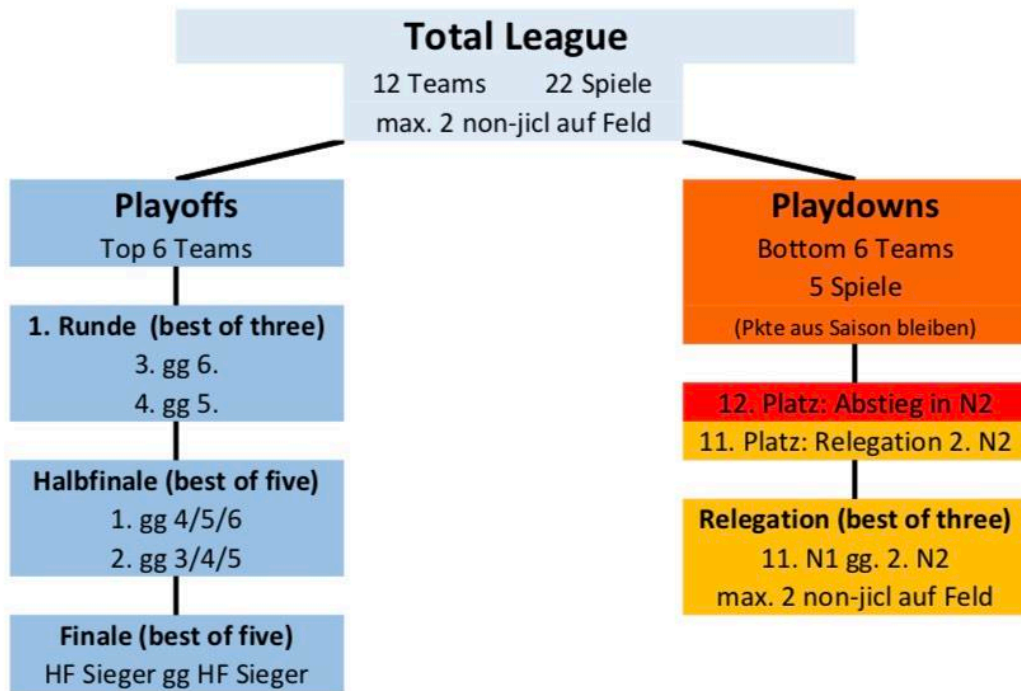 Total League
12 Teams 22 Spiele
max. 2 non-jicl auf Feld
Playoffs
Top 6 Teams
1. Runde (best of three)
3. gg 6.
4. gg 5.
Halbfinale (best of five)
1. gg 4/5/6
2. gg 3/4/5
Finale (best of five)
HF Sieger gg HF Sieger
Playdowns
Bottom 6 Teams
5 Spiele
(Pkte aus Saison bleiben)
12. Platz: Abstieg in N2
11. Platz: Relegation 2. N2
Relegation (best of three)
11. N1 gg. 2. N2
max. 2 non-jicl auf Feld